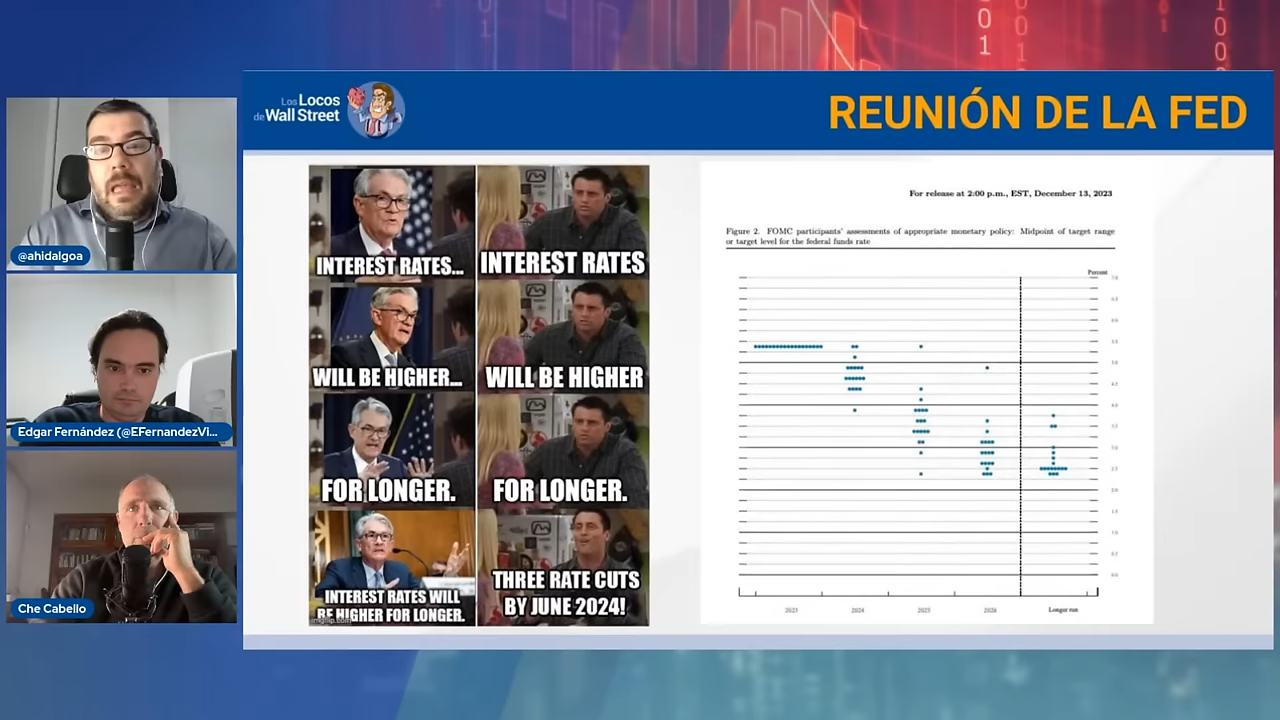 Los Locos
de Wall Street
REUNIÓN DE LA FED
@ahidalgoa
Edgar Fernández (@EFernandezVi...
Che Cabello
INTEREST RATES...
INTEREST RATES
WILL BE HIGHER...
WILL BE HIGHER
FOR LONGER.
FOR LONGER.
INTEREST RATES WILL
BE HIGHER FOR LONGER.
THREE RATE CUTS
BY JUNE 2024!
imgflip.com
For release at 2:00 p.m., EST, December 13, 2023
Figure 2. FOMC participants' assessments of appropriate monetary policy: Midpoint of target range
or target level for the federal funds rate
Percent
2023
2024
2025
2026
Longer run